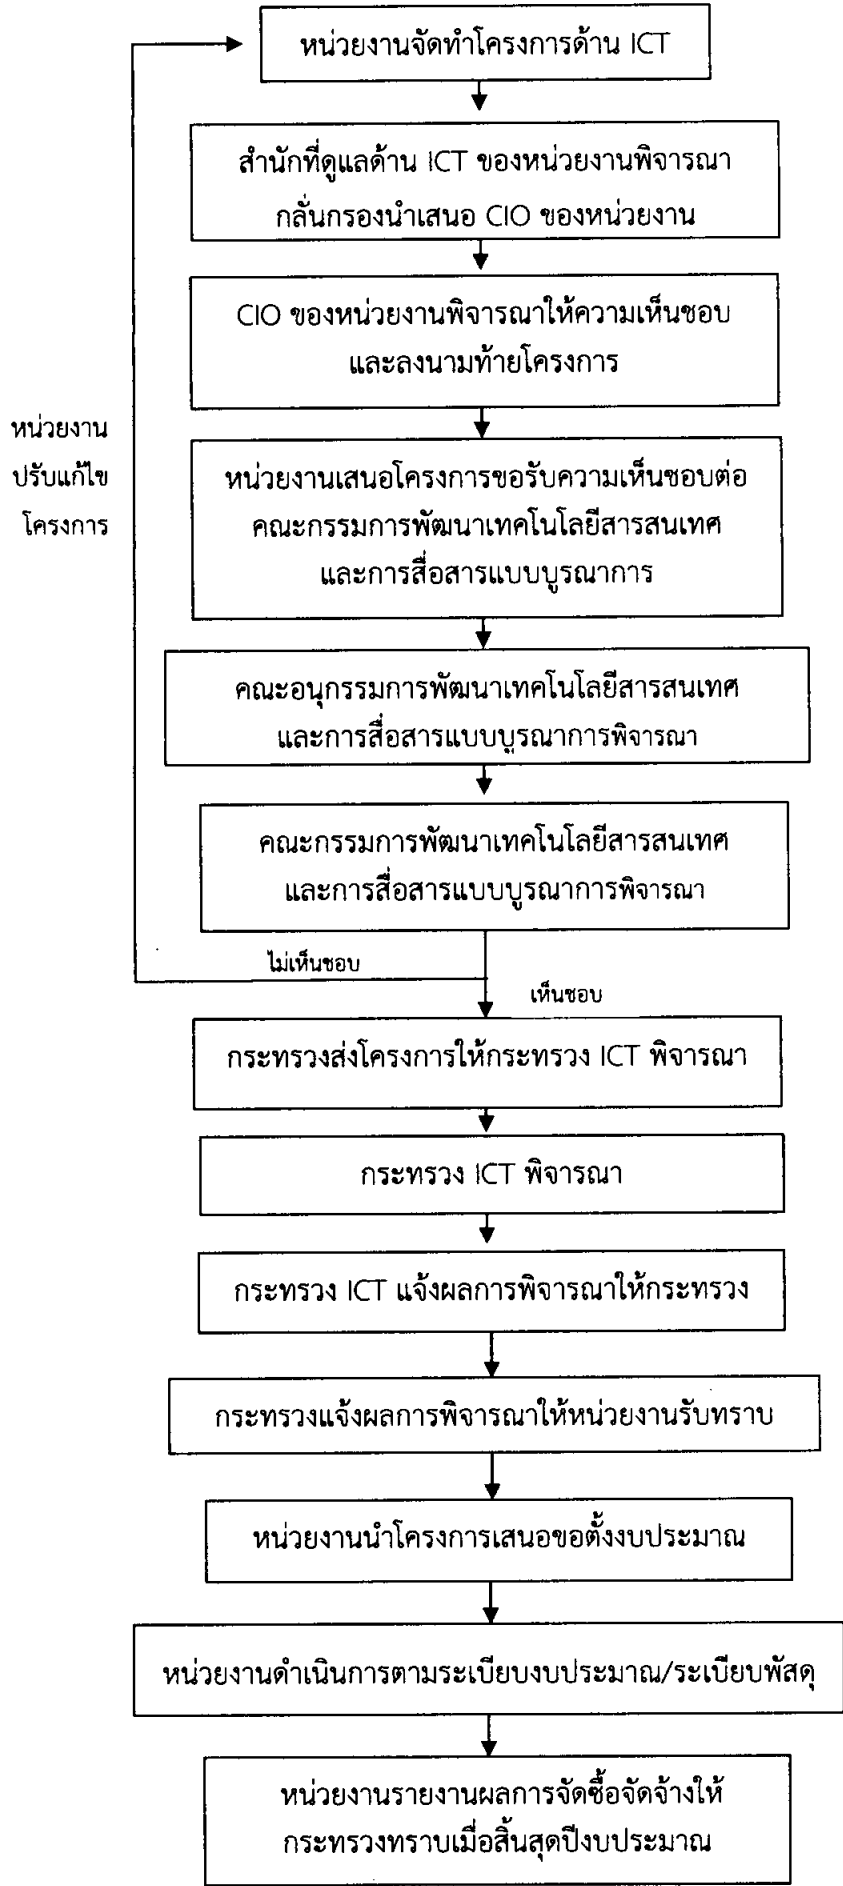 หน่วยงานจัดทำโครงการด้าน ICT
สำนักที่ดูแลด้าน ICT ของหน่วยงานพิจารณา
กลั่นกรองนำเสนอ CIO ของหน่วยงาน
CIO ของหน่วยงานพิจารณาให้ความเห็นชอบ
และลงนามท้ายโครงการ
หน่วยงาน
ปรับแก้ไข
โครงการ
หน่วยงานเสนอโครงการขอรับความเห็นชอบต่อ
คณะกรรมการพัฒนาเทคโนโลยีสารสนเทศ
และการสื่อสารแบบบูรณาการ
คณะอนุกรรมการพัฒนาเทคโนโลยีสารสนเทศ
และการสื่อสารแบบบูรณาการพิจารณา
คณะกรรมการพัฒนาเทคโนโลยีสารสนเทศ
และการสื่อสารแบบบูรณาการพิจารณา
ไม่เห็นชอบ
เห็นชอบ
กระทรวงส่งโครงการให้กระทรวง ICT พิจารณา
กระทรวง ICT พิจารณา
กระทรวง ICT แจ้งผลการพิจารณาให้กระทรวง
กระทรวงแจ้งผลการพิจารณาให้หน่วยงานรับทราบ
หน่วยงานนำโครงการเสนอขอตั้งงบประมาณ
หน่วยงานดำเนินการตามระเบียบงบประมาณ/ระเบียบพัสดุ
หน่วยงานรายงานผลการจัดซื้อจัดจ้างให้
กระทรวงทราบเมื่อสิ้นสุดปีงบประมาณ